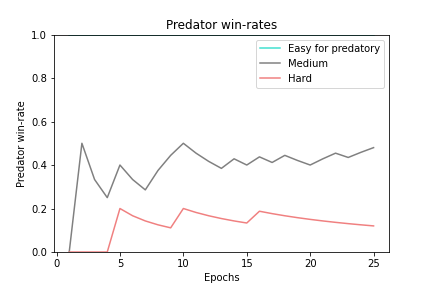 Predator win-rates
Easy for predatory
Medium
Hard
Predator win-rate
1.0
0.8
0.6
0.4
0.2
0.0
0 5 10 15 20 25
Epochs